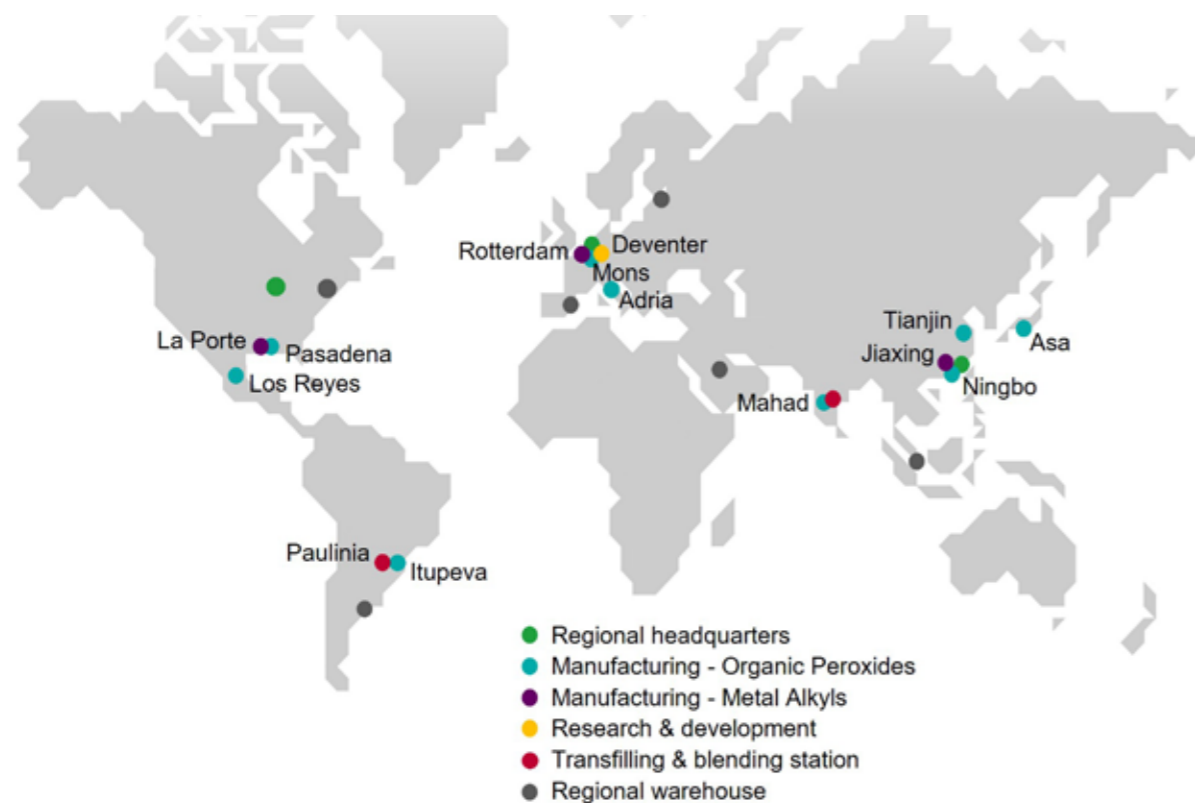 Rotterdam
Deventer
Mons
Adria
La Porte
Pasadena
Los Reyes
Tianjin
Asa
Jiaxing
Ningbo
Mahad
Paulinia
Itupeva
Regional headquarters
Manufacturing - Organic Peroxides
Manufacturing - Metal Alkyls
Research & development
Transfilling & blending station
Regional warehouse